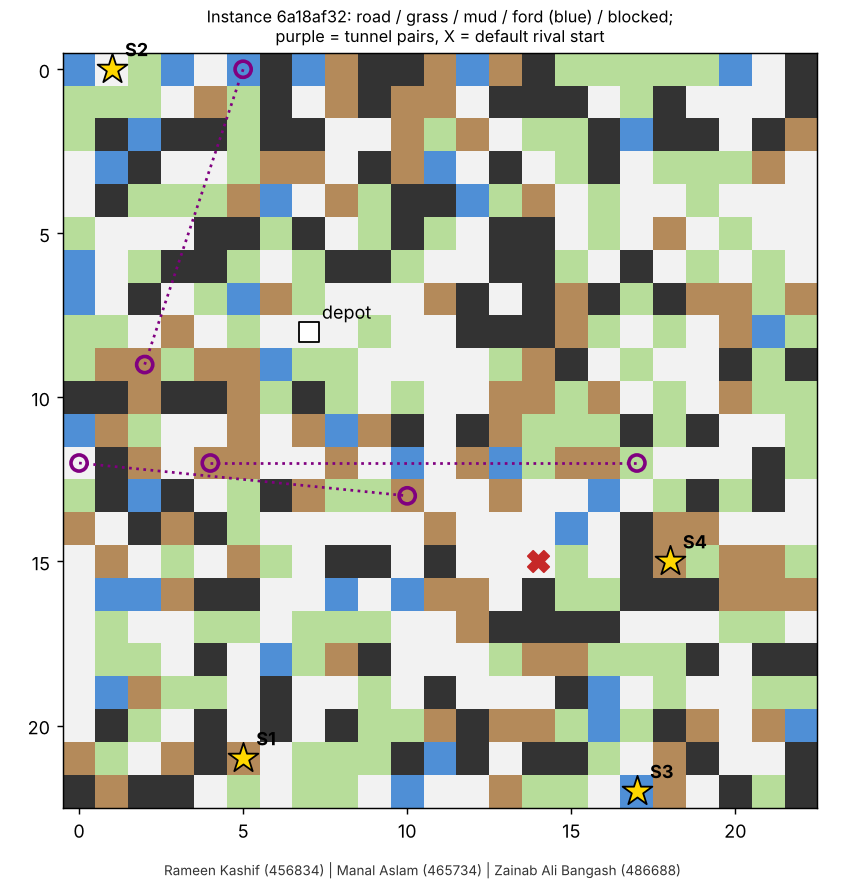 Instance 6a18af32: road / grass / mud / ford (blue) / blocked;
purple = tunnel pairs, X = default rival start
S2
depot
S4
S1
S3
0
5
10
15
20
0
5
10
15
20
Rameen Kashif (456834) | Manal Aslam (465734) | Zainab Ali Bangash (486688)